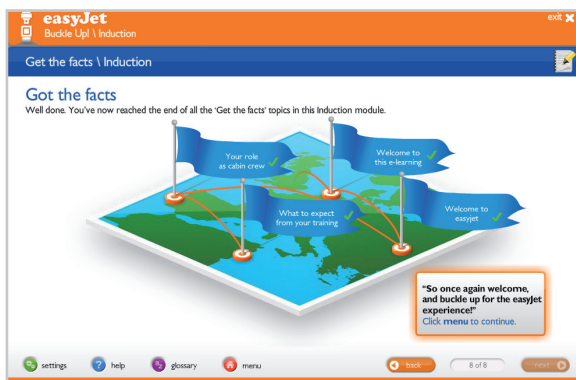 easyJet
exit
Buckle Up! \ Induction
Get the facts \ Induction
Got the facts
Well done. You've now reached the end of all the 'Get the facts' topics in this Induction module.
Your role
as cabin crew
Welcome to
this e-learning
What to expect
from your training
Welcome to
easyjet
"So once again welcome,
and buckle up for the easyJet
experience!"
Click menu to continue.
settings
help
glossary
menu
back
8 of 8
next